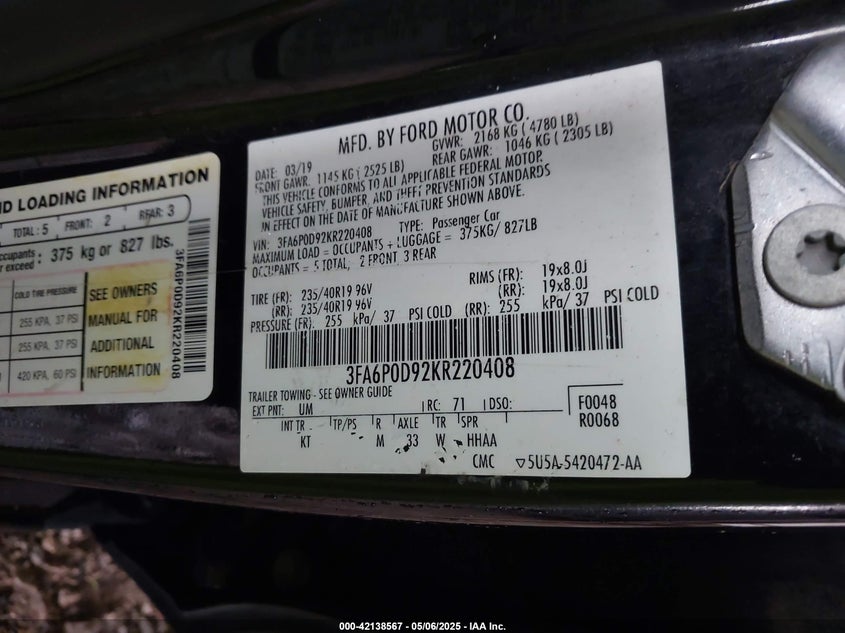 MFD. BY FORD MOTOR CO.
DATE: 03/19
GVWR: 2168 KG ( 4780 LB)
FRONT GAWR: 1145 KG ( 2525 LB)
REAR GAWR: 1046 KG ( 2305 LB)
THIS VEHICLE CONFORMS TO ALL APPLICABLE FEDERAL MOTOR
VEHICLE SAFETY, BUMPER, AND THEFT PREVENTION STANDARDS
IN EFFECT ON THE DATE OF MANUFACTURE SHOWN ABOVE.
VIN: 3FA6P0D92KR220408 TYPE: Passenger Car
MAXIMUM LOAD = OCCUPANTS + LUGGAGE = 375KG/ 827LB
OCCUPANTS = 5 TOTAL, 2 FRONT, 3 REAR
TIRE (FR): 235/40R19 96V RIMS (FR): 19x8.0J
(RR): 235/40R19 96V (RR): 19x8.0J
PRESSURE (FR): 255 kPa/ 37 PSI COLD (RR): 255 kPa/ 37 PSI COLD
3FA6P0D92KR220408
TRAILER TOWING - SEE OWNER GUIDE
EXT PNT: UM RC: 71 DSO: F0048
R0068
INT TR TP/PS R AXLE TR SPR
KT M 33 W HHAA
CMC ▽5U5A-5420472-AA
ND LOADING INFORMATION
TOTAL: 5 FRONT: 2 REAR: 3
375 kg or 827 lbs.
COLD TIRE PRESSURE
255 KPA, 37 PSI
255 KPA, 37 PSI
420 KPA, 60 PSI
SEE OWNERS
MANUAL FOR
ADDITIONAL
INFORMATION
3FA6P0D92KR220408
000-42138567 - 05/06/2025 - IAA Inc.